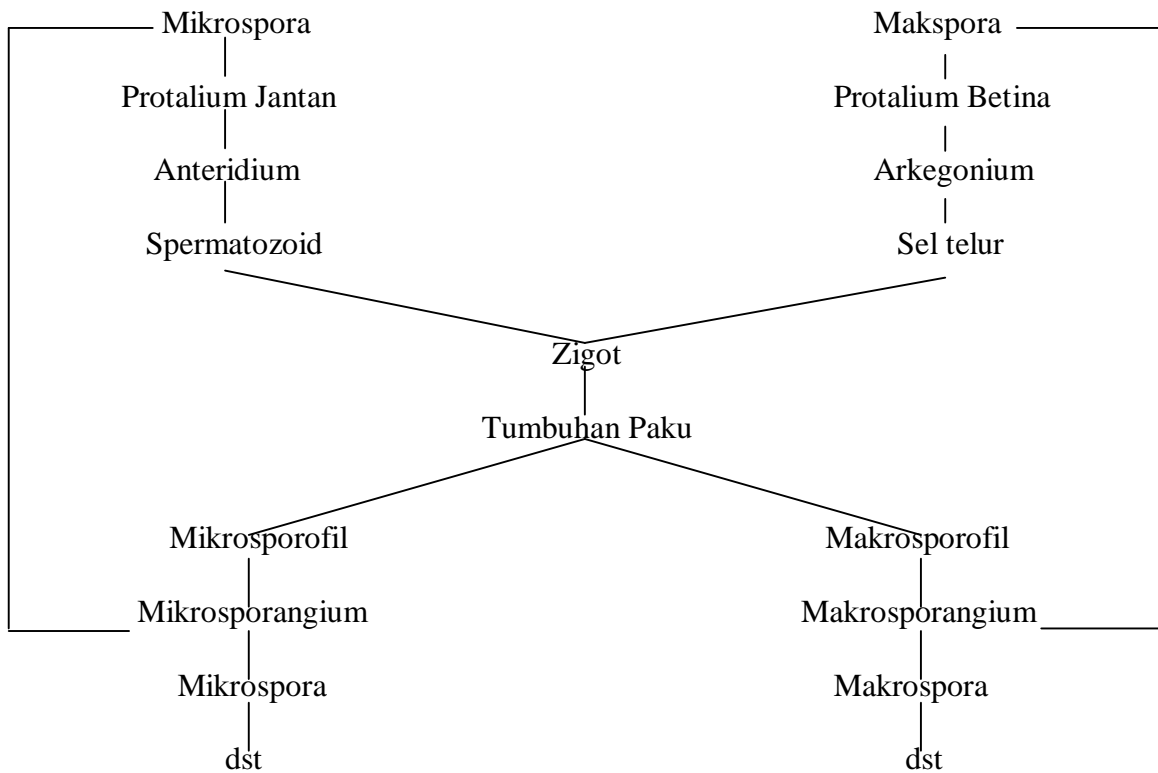 Mikrospora Makspora
Protalium Jantan Protalium Betina
Anteridium Arkegonium
Spermatozoid Sel telur
Zigot
Tumbuhan Paku
Mikrosporofil Makrosporofil
Mikrosporangium Makrosporangium
Mikrospora Makrospora
dst dst